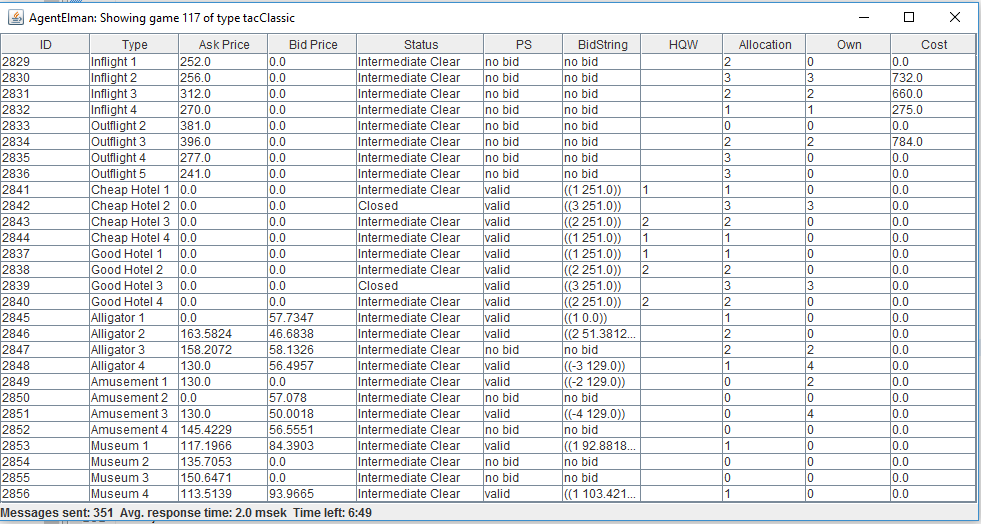 AgentElman: Showing game 117 of type tacClassic
ID Type Ask Price Bid Price Status PS BidString HQW Allocation Own Cost
2829 Inflight 1 252.0 0.0 Intermediate Clear no bid no bid 2 0 0.0
2830 Inflight 2 256.0 0.0 Intermediate Clear no bid no bid 3 3 732.0
2831 Inflight 3 312.0 0.0 Intermediate Clear no bid no bid 2 2 660.0
2832 Inflight 4 270.0 0.0 Intermediate Clear no bid no bid 1 1 275.0
2833 Outflight 2 381.0 0.0 Intermediate Clear no bid no bid 0 0 0.0
2834 Outflight 3 396.0 0.0 Intermediate Clear no bid no bid 2 2 784.0
2835 Outflight 4 277.0 0.0 Intermediate Clear no bid no bid 3 0 0.0
2836 Outflight 5 241.0 0.0 Intermediate Clear no bid no bid 3 0 0.0
2841 Cheap Hotel 1 0.0 0.0 Intermediate Clear valid ((1 251.0)) 1 1 0 0.0
2842 Cheap Hotel 2 0.0 0.0 Closed valid ((3 251.0)) 3 3 0.0
2843 Cheap Hotel 3 0.0 0.0 Intermediate Clear valid ((2 251.0)) 2 2 0 0.0
2844 Cheap Hotel 4 0.0 0.0 Intermediate Clear valid ((1 251.0)) 1 1 0 0.0
2837 Good Hotel 1 0.0 0.0 Intermediate Clear valid ((1 251.0)) 1 1 0 0.0
2838 Good Hotel 2 0.0 0.0 Intermediate Clear valid ((2 251.0)) 2 2 0 0.0
2839 Good Hotel 3 0.0 0.0 Closed valid ((3 251.0)) 3 3 0.0
2840 Good Hotel 4 0.0 0.0 Intermediate Clear valid ((2 251.0)) 2 2 0 0.0
2845 Alligator 1 0.0 57.7347 Intermediate Clear valid ((1 0.0)) 1 0 0.0
2846 Alligator 2 163.5824 46.6838 Intermediate Clear valid ((2 51.3812... 2 0 0.0
2847 Alligator 3 158.2072 58.1326 Intermediate Clear no bid no bid 2 2 0.0
2848 Alligator 4 130.0 56.4957 Intermediate Clear valid ((-3 129.0)) 1 4 0.0
2849 Amusement 1 130.0 0.0 Intermediate Clear valid ((-2 129.0)) 0 2 0.0
2850 Amusement 2 0.0 57.078 Intermediate Clear no bid no bid 0 0 0.0
2851 Amusement 3 130.0 50.0018 Intermediate Clear valid ((-4 129.0)) 0 4 0.0
2852 Amusement 4 145.4229 56.5551 Intermediate Clear no bid no bid 0 0 0.0
2853 Museum 1 117.1966 84.3903 Intermediate Clear valid ((1 92.8818... 1 0 0.0
2854 Museum 2 135.7053 0.0 Intermediate Clear no bid no bid 0 0 0.0
2855 Museum 3 150.6471 0.0 Intermediate Clear no bid no bid 0 0 0.0
2856 Museum 4 113.5139 93.9665 Intermediate Clear valid ((1 103.421... 1 0 0.0
Messages sent: 351 Avg. response time: 2.0 msek Time left: 6:49